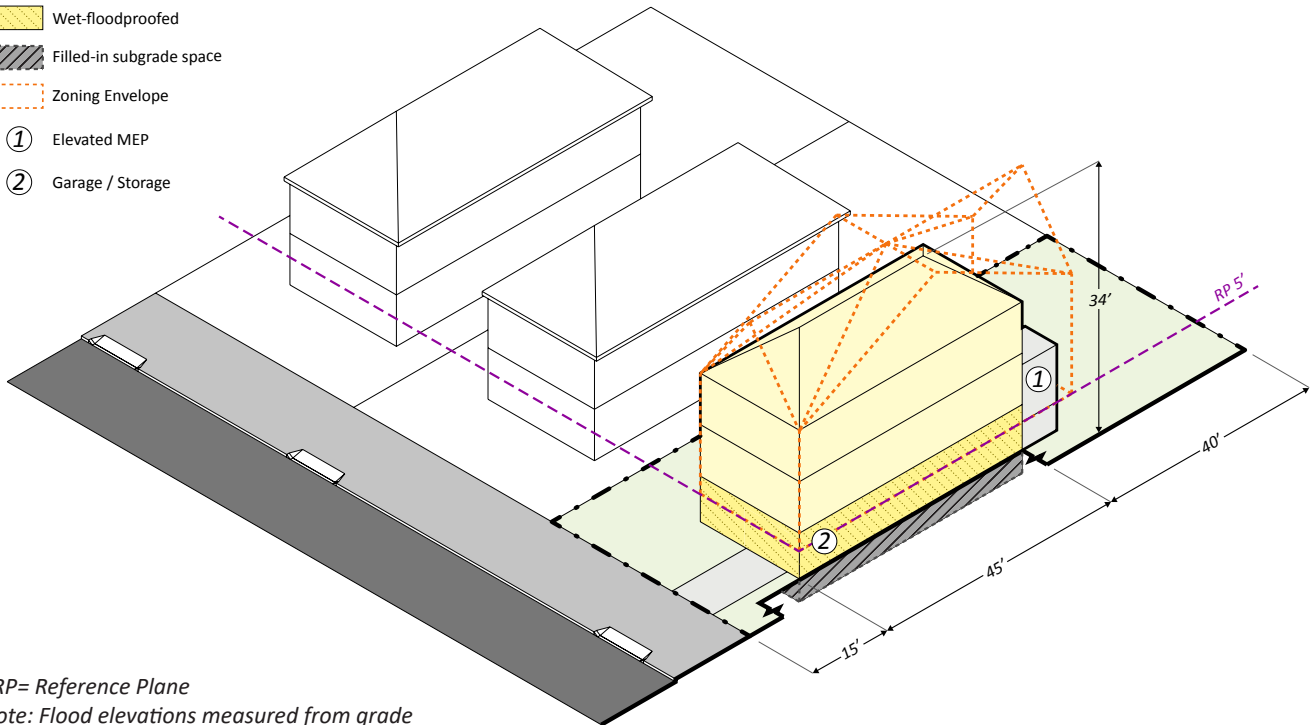 Wet-floodproofed
Filled-in subgrade space
Zoning Envelope
1 Elevated MEP
2 Garage / Storage
34’
RP 5’
1
40’
2
45’
15’
RP= Reference Plane
ote: Flood elevations measured from grade